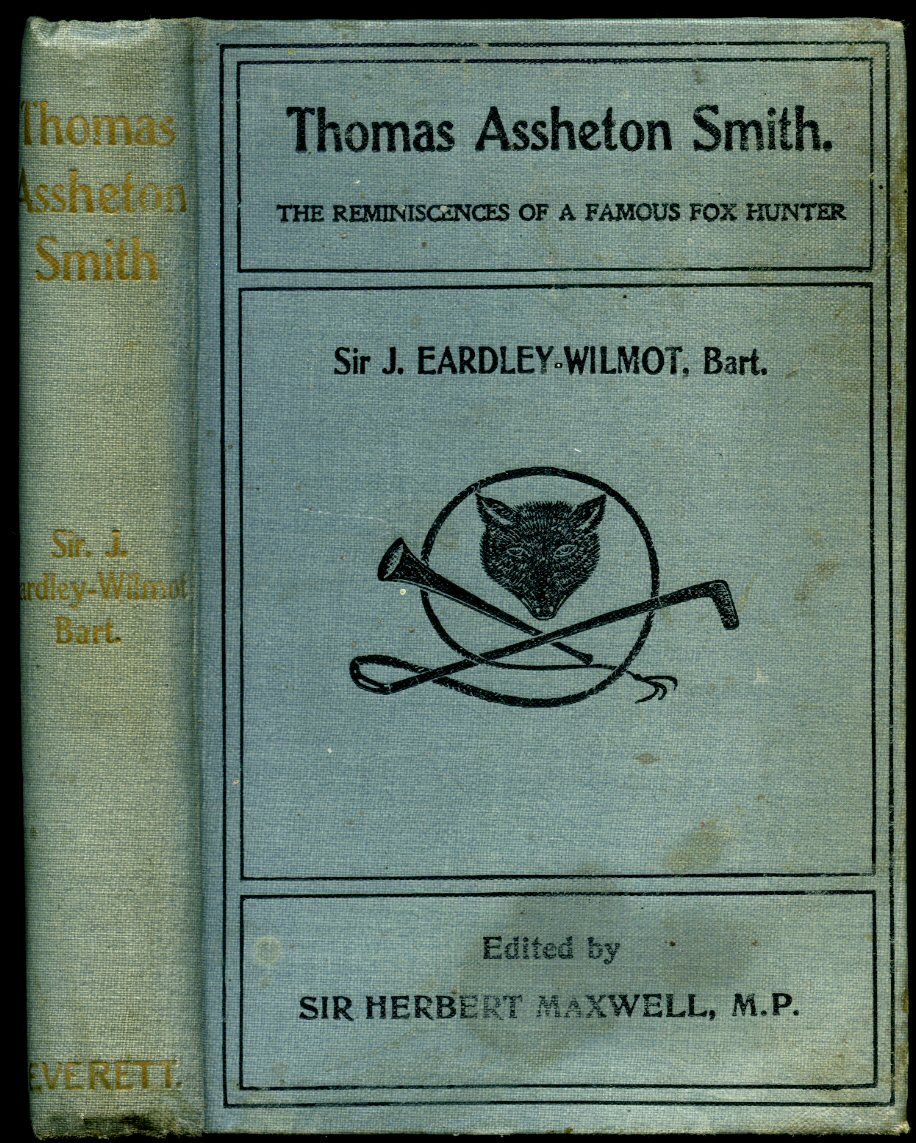 Thomas
Assheton
Smith
Sir. J.
Eardley-Wilmot
Bart.
EVERETT.
Thomas Assheton Smith.
THE REMINISCENCES OF A FAMOUS FOX HUNTER
Sir J. EARDLEY-WILMOT, Bart.
Edited by
SIR HERBERT MAXWELL, M.P.